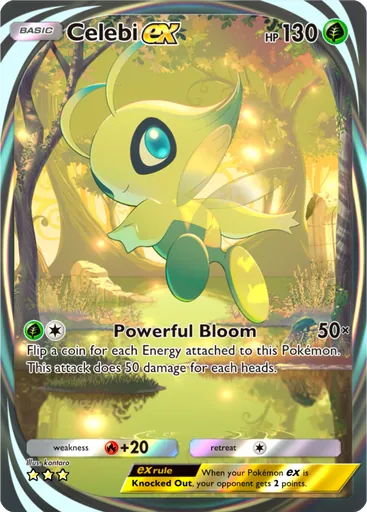 BASIC Celebi ex HP 130
Powerful Bloom 50×
Flip a coin for each Energy attached to this Pokémon.
This attack does 50 damage for each heads.
weakness +20 retreat
illus. kantaro
ex rule When your Pokémon ex is
Knocked Out, your opponent gets 2 points.